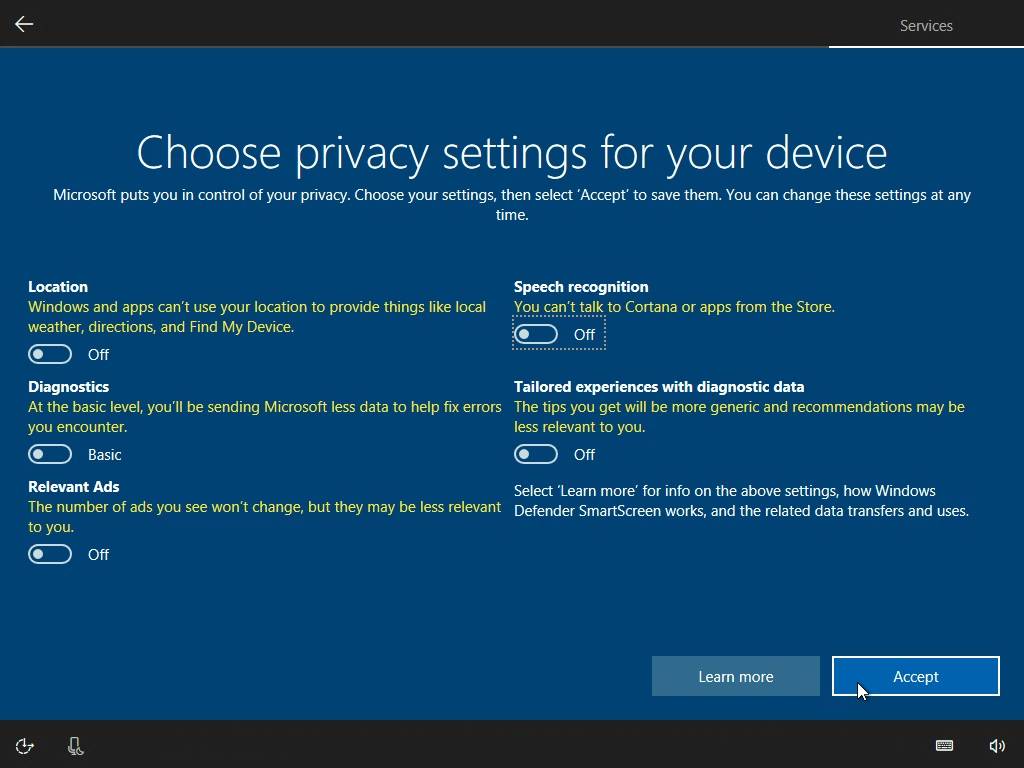 Services
Choose privacy settings for your device
Microsoft puts you in control of your privacy. Choose your settings, then select ‘Accept’ to save them. You can change these settings at any
time.
Location
Windows and apps can’t use your location to provide things like local
weather, directions, and Find My Device.
Off
Diagnostics
At the basic level, you’ll be sending Microsoft less data to help fix errors
you encounter.
Basic
Relevant Ads
The number of ads you see won’t change, but they may be less relevant
to you.
Off
Speech recognition
You can’t talk to Cortana or apps from the Store.
Off
Tailored experiences with diagnostic data
The tips you get will be more generic and recommendations may be
less relevant to you.
Off
Select ‘Learn more’ for info on the above settings, how Windows
Defender SmartScreen works, and the related data transfers and uses.
Learn more
Accept